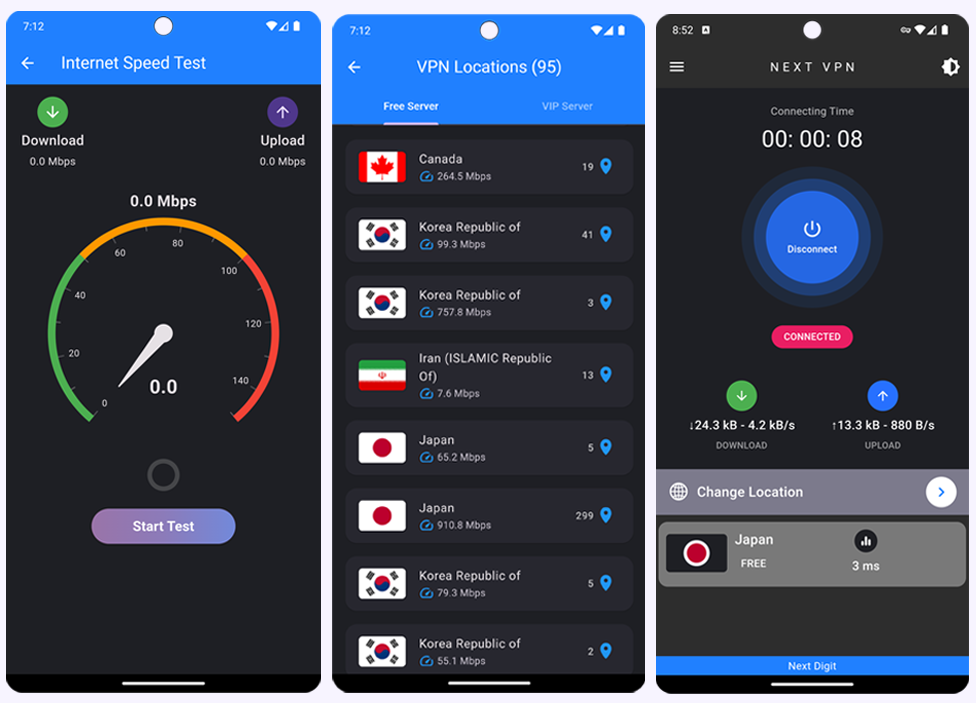 7:12
Internet Speed Test
Download
Upload
0.0 Mbps
0.0 Mbps
0.0 Mbps
0
20
40
60
80
100
120
140
0.0
Start Test
7:12
VPN Locations (95)
Free Server
VIP Server
Canada
264.5 Mbps
19
Korea Republic of
99.3 Mbps
41
Korea Republic of
757.8 Mbps
3
Iran (ISLAMIC Republic
Of)
7.6 Mbps
13
Japan
65.2 Mbps
5
Japan
910.8 Mbps
299
Korea Republic of
79.3 Mbps
5
Korea Republic of
55.1 Mbps
2
8:52
NEXT VPN
Connecting Time
00: 00: 08
Disconnect
CONNECTED
↓24.3 kB - 4.2 kB/s
↑13.3 kB - 880 B/s
DOWNLOAD
UPLOAD
Change Location
Japan
FREE
3 ms
Next Digit